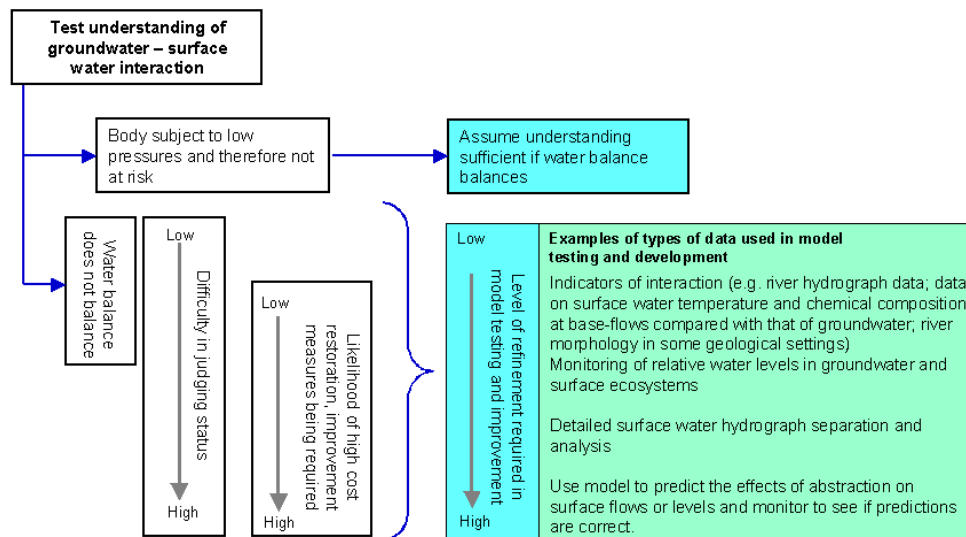 Test understanding of
groundwater – surface
water interaction
Body subject to low
pressures and therefore not
at risk
Assume understanding
sufficient if water balance
balances
Water balance
does not balance
Low
Difficulty in judging status
High
Low
Likelihood of high cost
restoration, improvement
measures being required
High
Low
Level of refinement required in
model testing and improvement
High
Examples of types of data used in model
testing and development
Indicators of interaction (e.g. river hydrograph data; data
on surface water temperature and chemical composition
at base-flows compared with that of groundwater; river
morphology in some geological settings)
Monitoring of relative water levels in groundwater and
surface ecosystems
Detailed surface water hydrograph separation and
analysis
Use model to predict the effects of abstraction on
surface flows or levels and monitor to see if predictions
are correct.